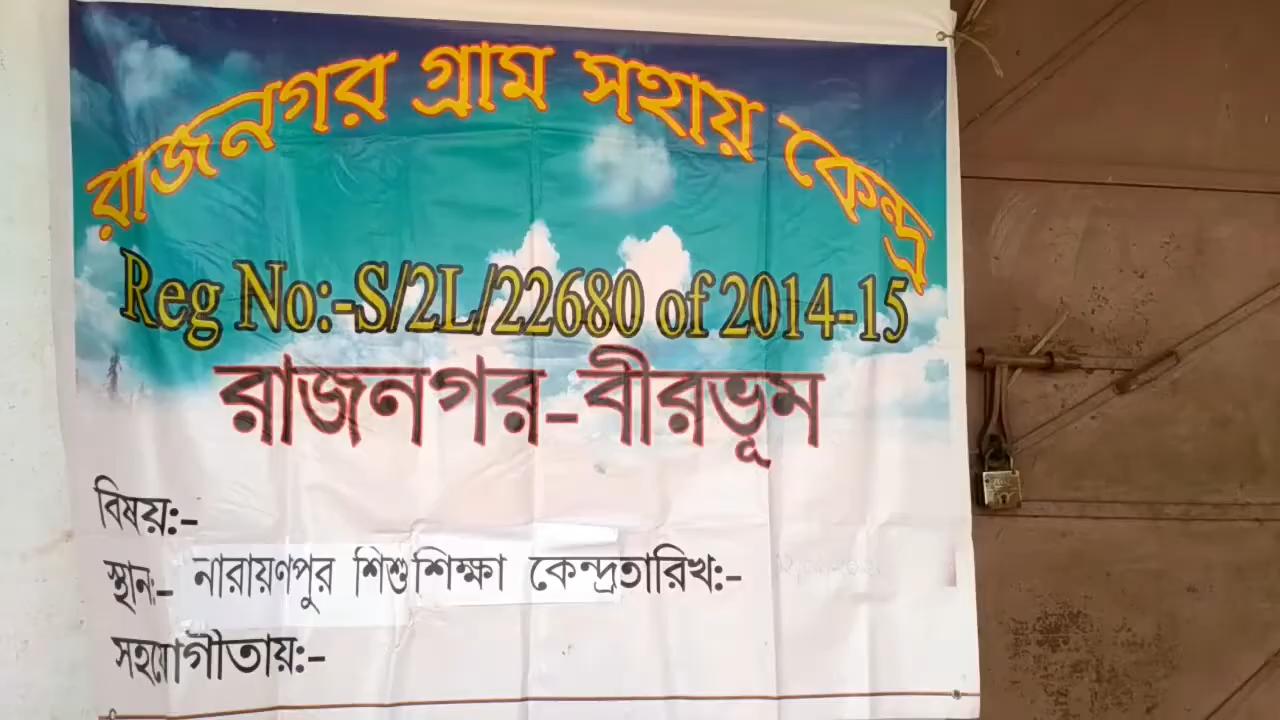 রাজনগর গ্রাম সহায় কেন্দ্র
Reg No:-S/2L/22680 of 2014-15
রাজনগর-বীরভূম
বিষয়:-
স্থান:- নারায়ণপুর শিশুশিক্ষা কেন্দ্রতারিখ:-
সহযোগীতায়:-